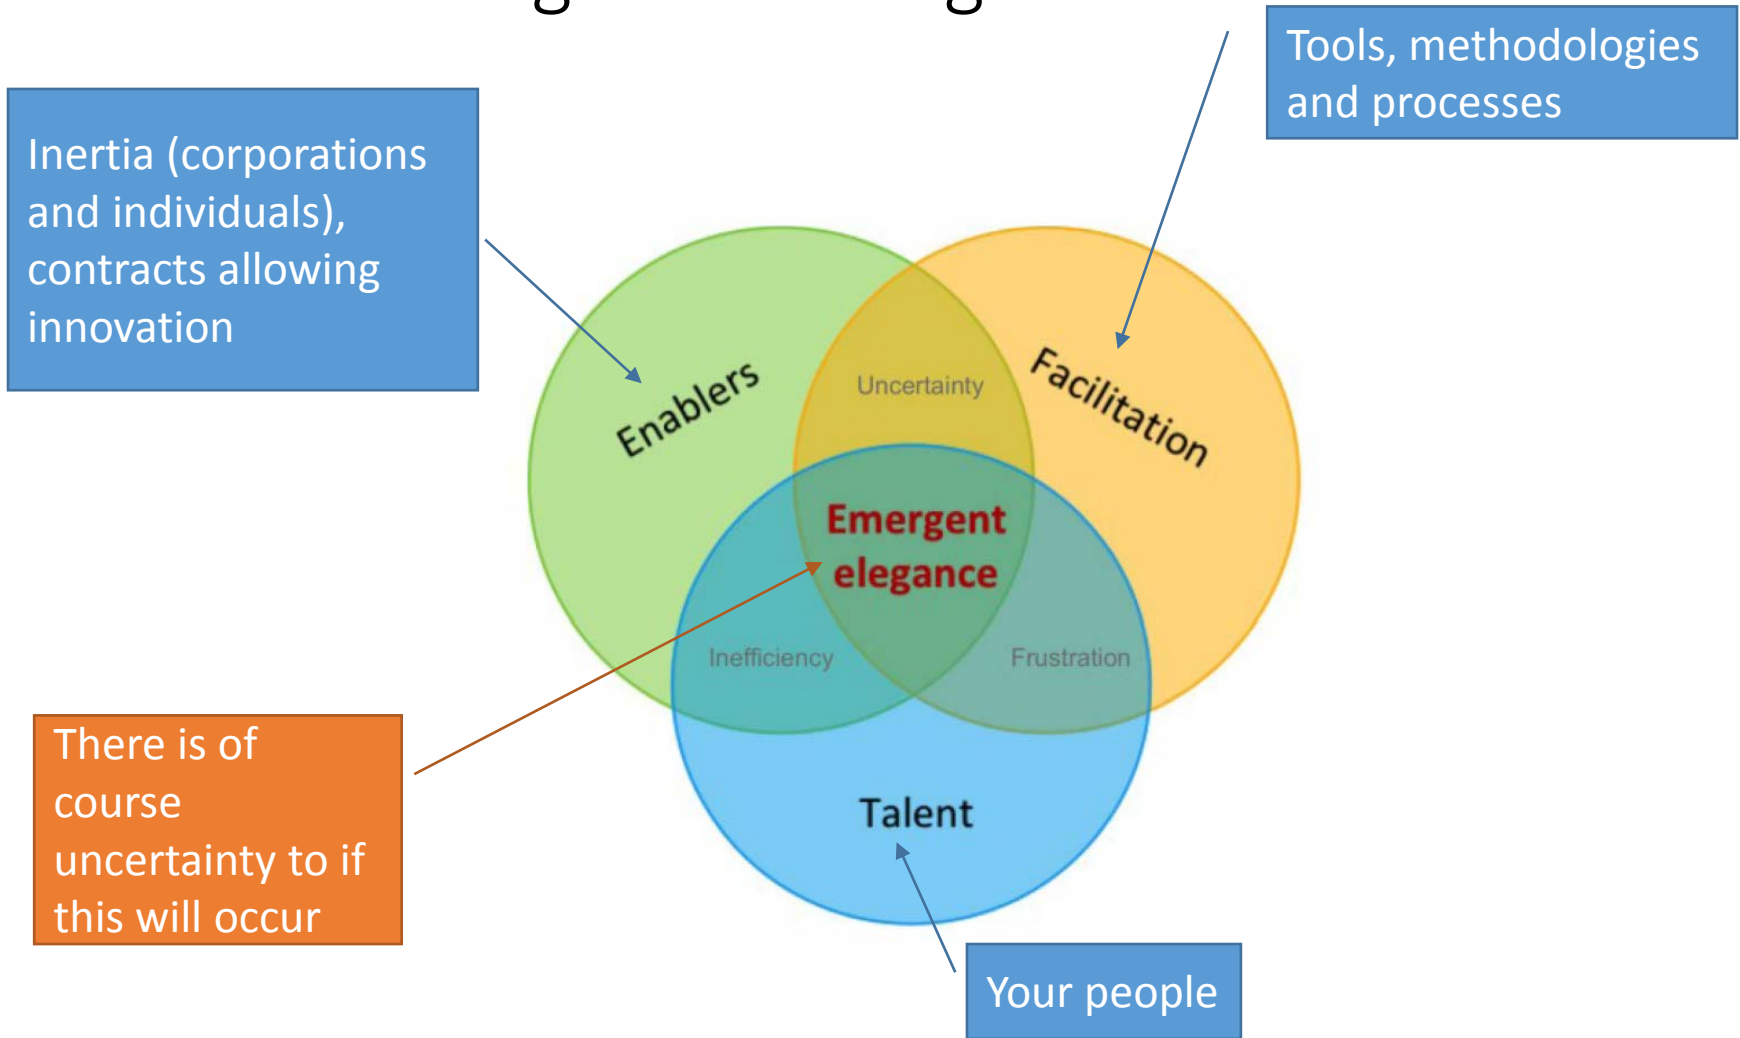 Tools, methodologies
and processes
Inertia (corporations
and individuals),
contracts allowing
innovation
Enablers
Uncertainty
Facilitation
Emergent
elegance
Inefficiency
Frustration
There is of
course
uncertainty to if
this will occur
Talent
Your people